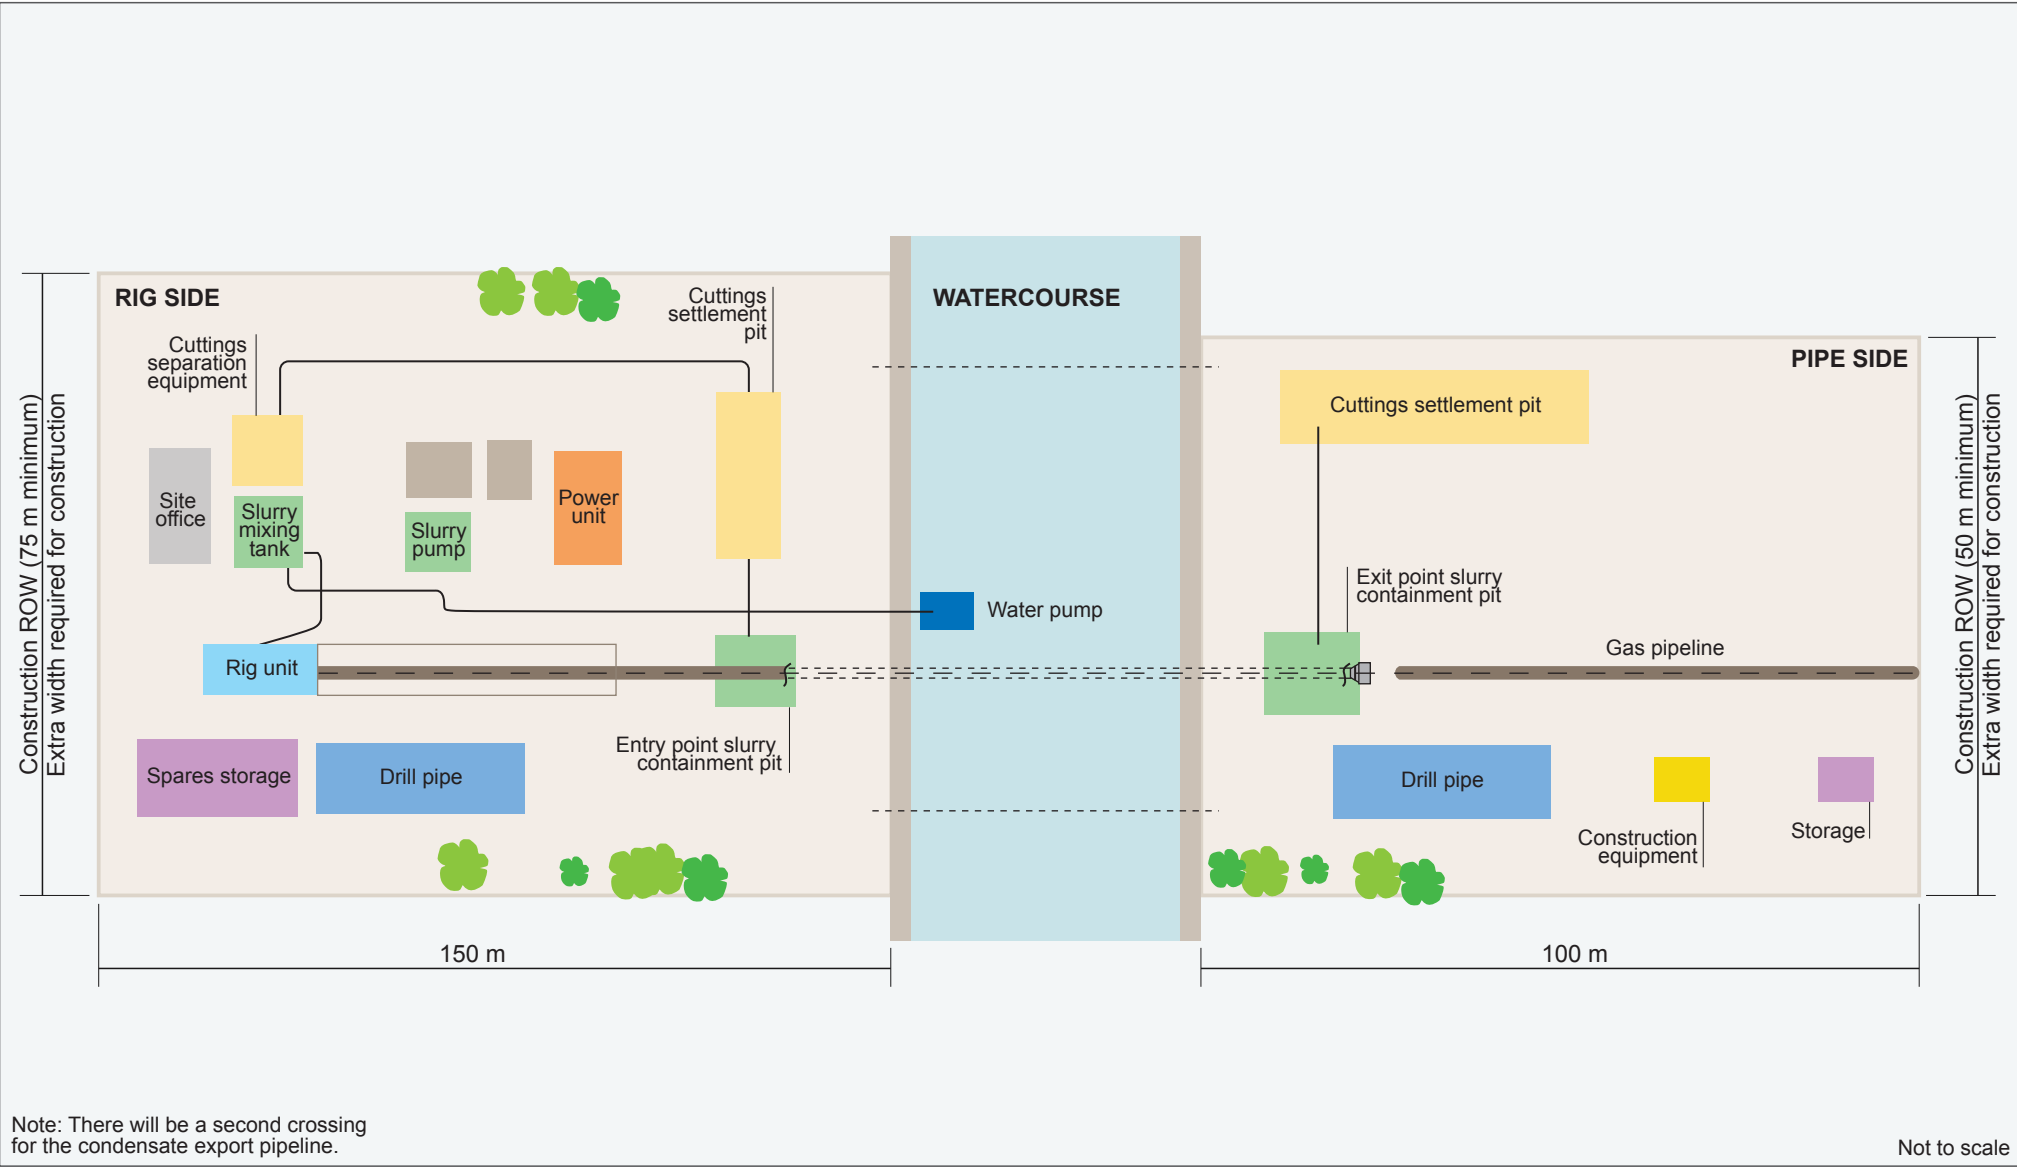 RIG SIDE
Cuttings
settlement
pit
WATERCOURSE
Cuttings
separation
equipment
PIPE SIDE
Cuttings settlement pit
Construction ROW (75 m minimum)
Extra width required for construction
Site
office
Slurry
mixing
tank
Slurry
pump
Power
unit
Water pump
Exit point slurry
containment pit
Gas pipeline
Construction ROW (50 m minimum)
Extra width required for construction
Rig unit
Entry point slurry
containment pit
Spares storage
Drill pipe
Drill pipe
Construction
equipment
Storage
150 m
100 m
Note: There will be a second crossing
for the condensate export pipeline.
Not to scale